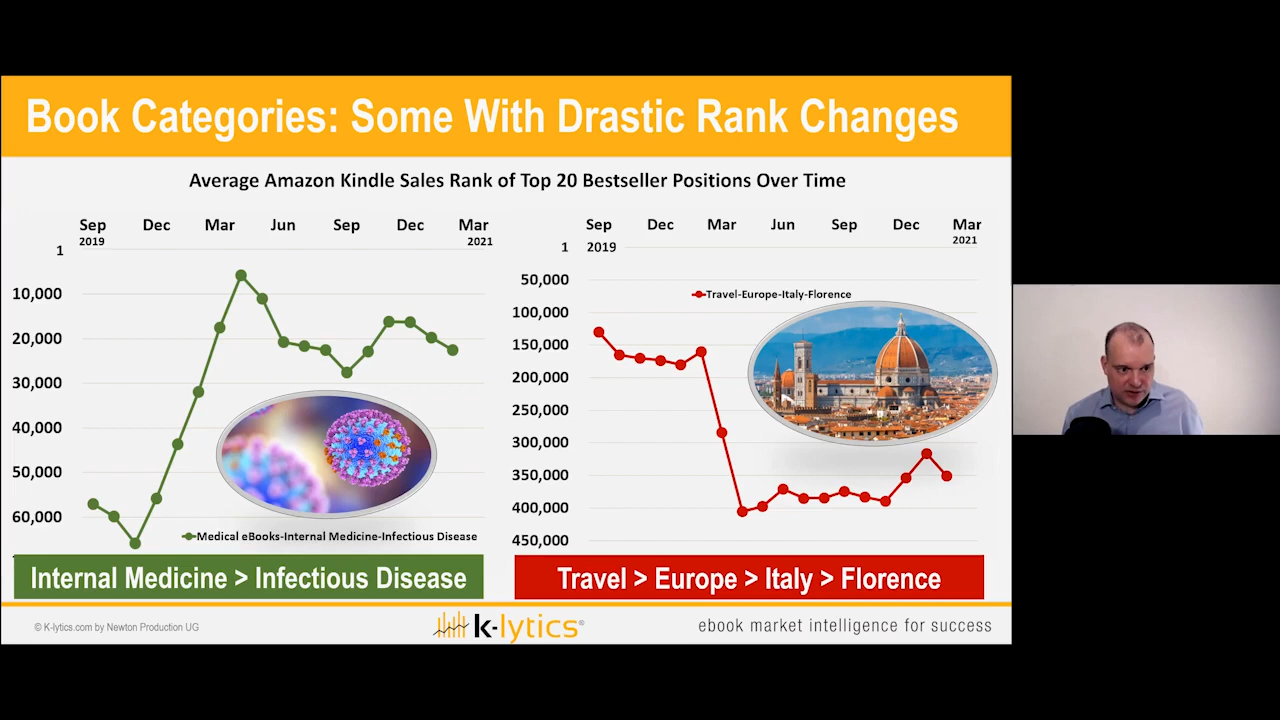 Book Categories: Some With Drastic Rank Changes
Average Amazon Kindle Sales Rank of Top 20 Bestseller Positions Over Time
Sep Dec Mar Jun Sep Dec Mar
2019 2021
1
10,000
20,000
30,000
40,000
50,000
60,000
Medical eBooks-Internal Medicine-Infectious Disease
Internal Medicine > Infectious Disease
Sep Dec Mar Jun Sep Dec Mar
2021
1 2019
50,000
100,000
150,000
200,000
250,000
300,000
350,000
400,000
450,000
Travel-Europe-Italy-Florence
Travel > Europe > Italy > Florence
© K-lytics.com by Newton Production UG
k-lytics®
ebook market intelligence for success